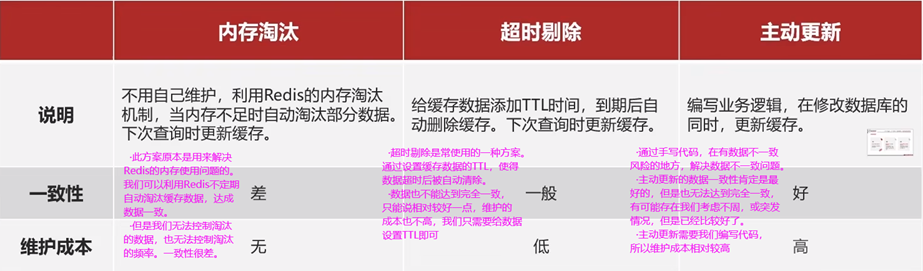 内存淘汰 超时剔除 主动更新
说明
不用自己维护，利用Redis的内存淘汰
机制，当内存不足时自动淘汰部分数据。
下次查询时更新缓存。
给缓存数据添加TTL时间，到期后自
动删除缓存。下次查询时更新缓存。
编写业务逻辑，在修改数据库的
同时，更新缓存。
·此方案原本是用来解决
Redis的内存使用问题的。
我们可以利用Redis不定期
自动淘汰缓存数据，达成
数据一致。
·但是我们无法控制淘汰
的数据，也无法控制淘汰
的频率。一致性很差。
·超时剔除是常使用的一种方案。
通过设置缓存数据的TTL，使得
数据超时后被自动清除。
·数据也不能达到完全一致，
只能说相对较好一点，维护的
成本也不高，我们只需要给数据
设置TTL即可
·通过手写代码，在有数据不一致
风险的地方，解决数据不一致问题。
·主动更新的数据一致性肯定是最
好的，但是也无法达到完全一致，
有可能存在我们考虑不周，或突发
情况，但是已经比较好了。
·主动更新需要我们编写代码，
所以维护成本相对较高
一致性 差 一般 好
维护成本 无 低 高